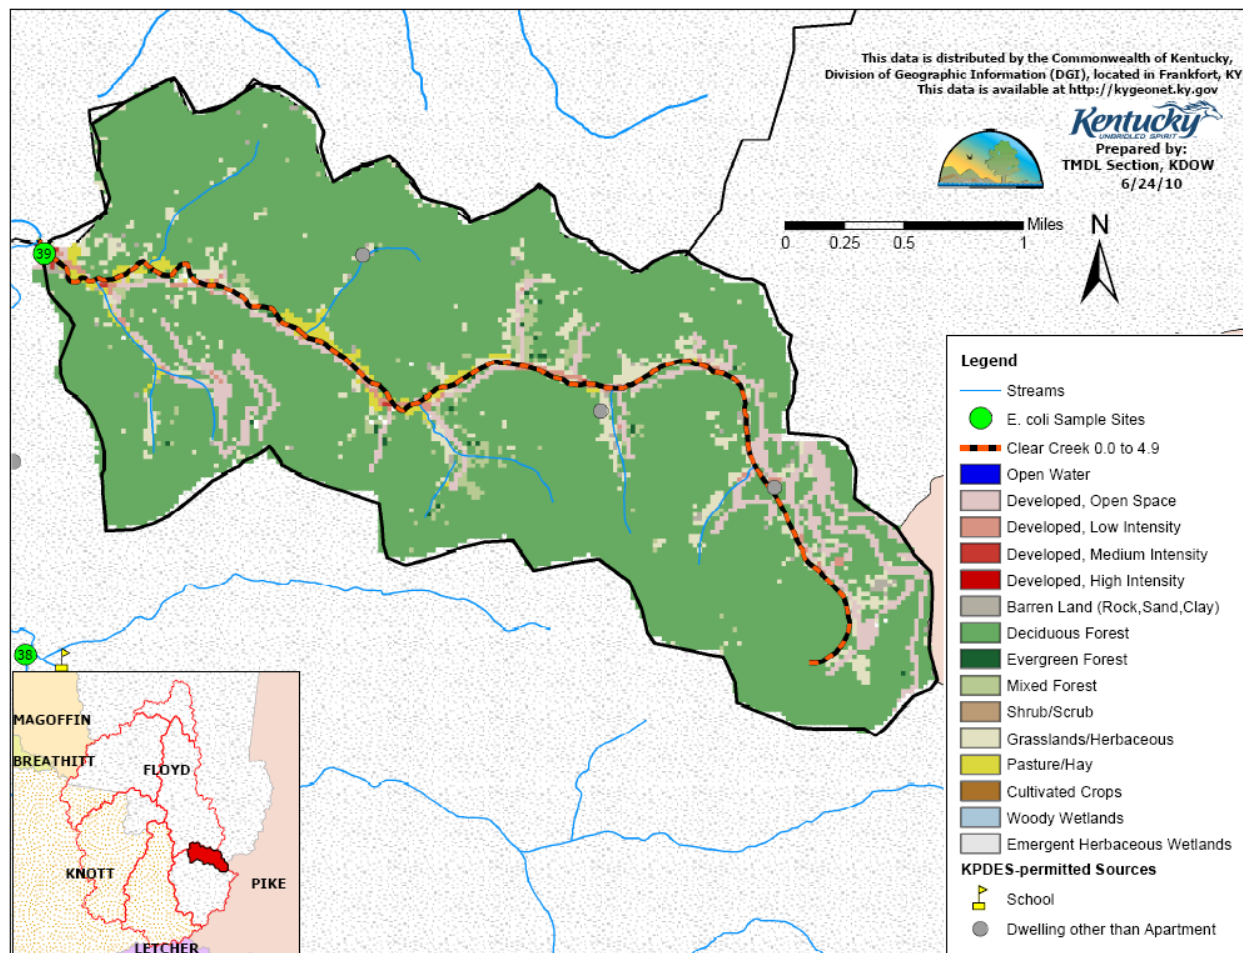 This data is distributed by the Commonwealth of Kentucky,
Division of Geographic Information (DGI), located in Frankfort, KY
This data is available at http://kygeonet.ky.gov
Kentucky
UNBRIDLED SPIRIT
Prepared by:
TMDL Section, KDOW
6/24/10
Miles
0 0.25 0.5 1
N
39
38
Legend
Streams
E. coli Sample Sites
Clear Creek 0.0 to 4.9
Open Water
Developed, Open Space
Developed, Low Intensity
Developed, Medium Intensity
Developed, High Intensity
Barren Land (Rock,Sand,Clay)
Deciduous Forest
Evergreen Forest
Mixed Forest
Shrub/Scrub
Grasslands/Herbaceous
Pasture/Hay
Cultivated Crops
Woody Wetlands
Emergent Herbaceous Wetlands
KPDES-permitted Sources
School
Dwelling other than Apartment
MAGOFFIN
BREATHITT
FLOYD
KNOTT
PIKE
LETCHER